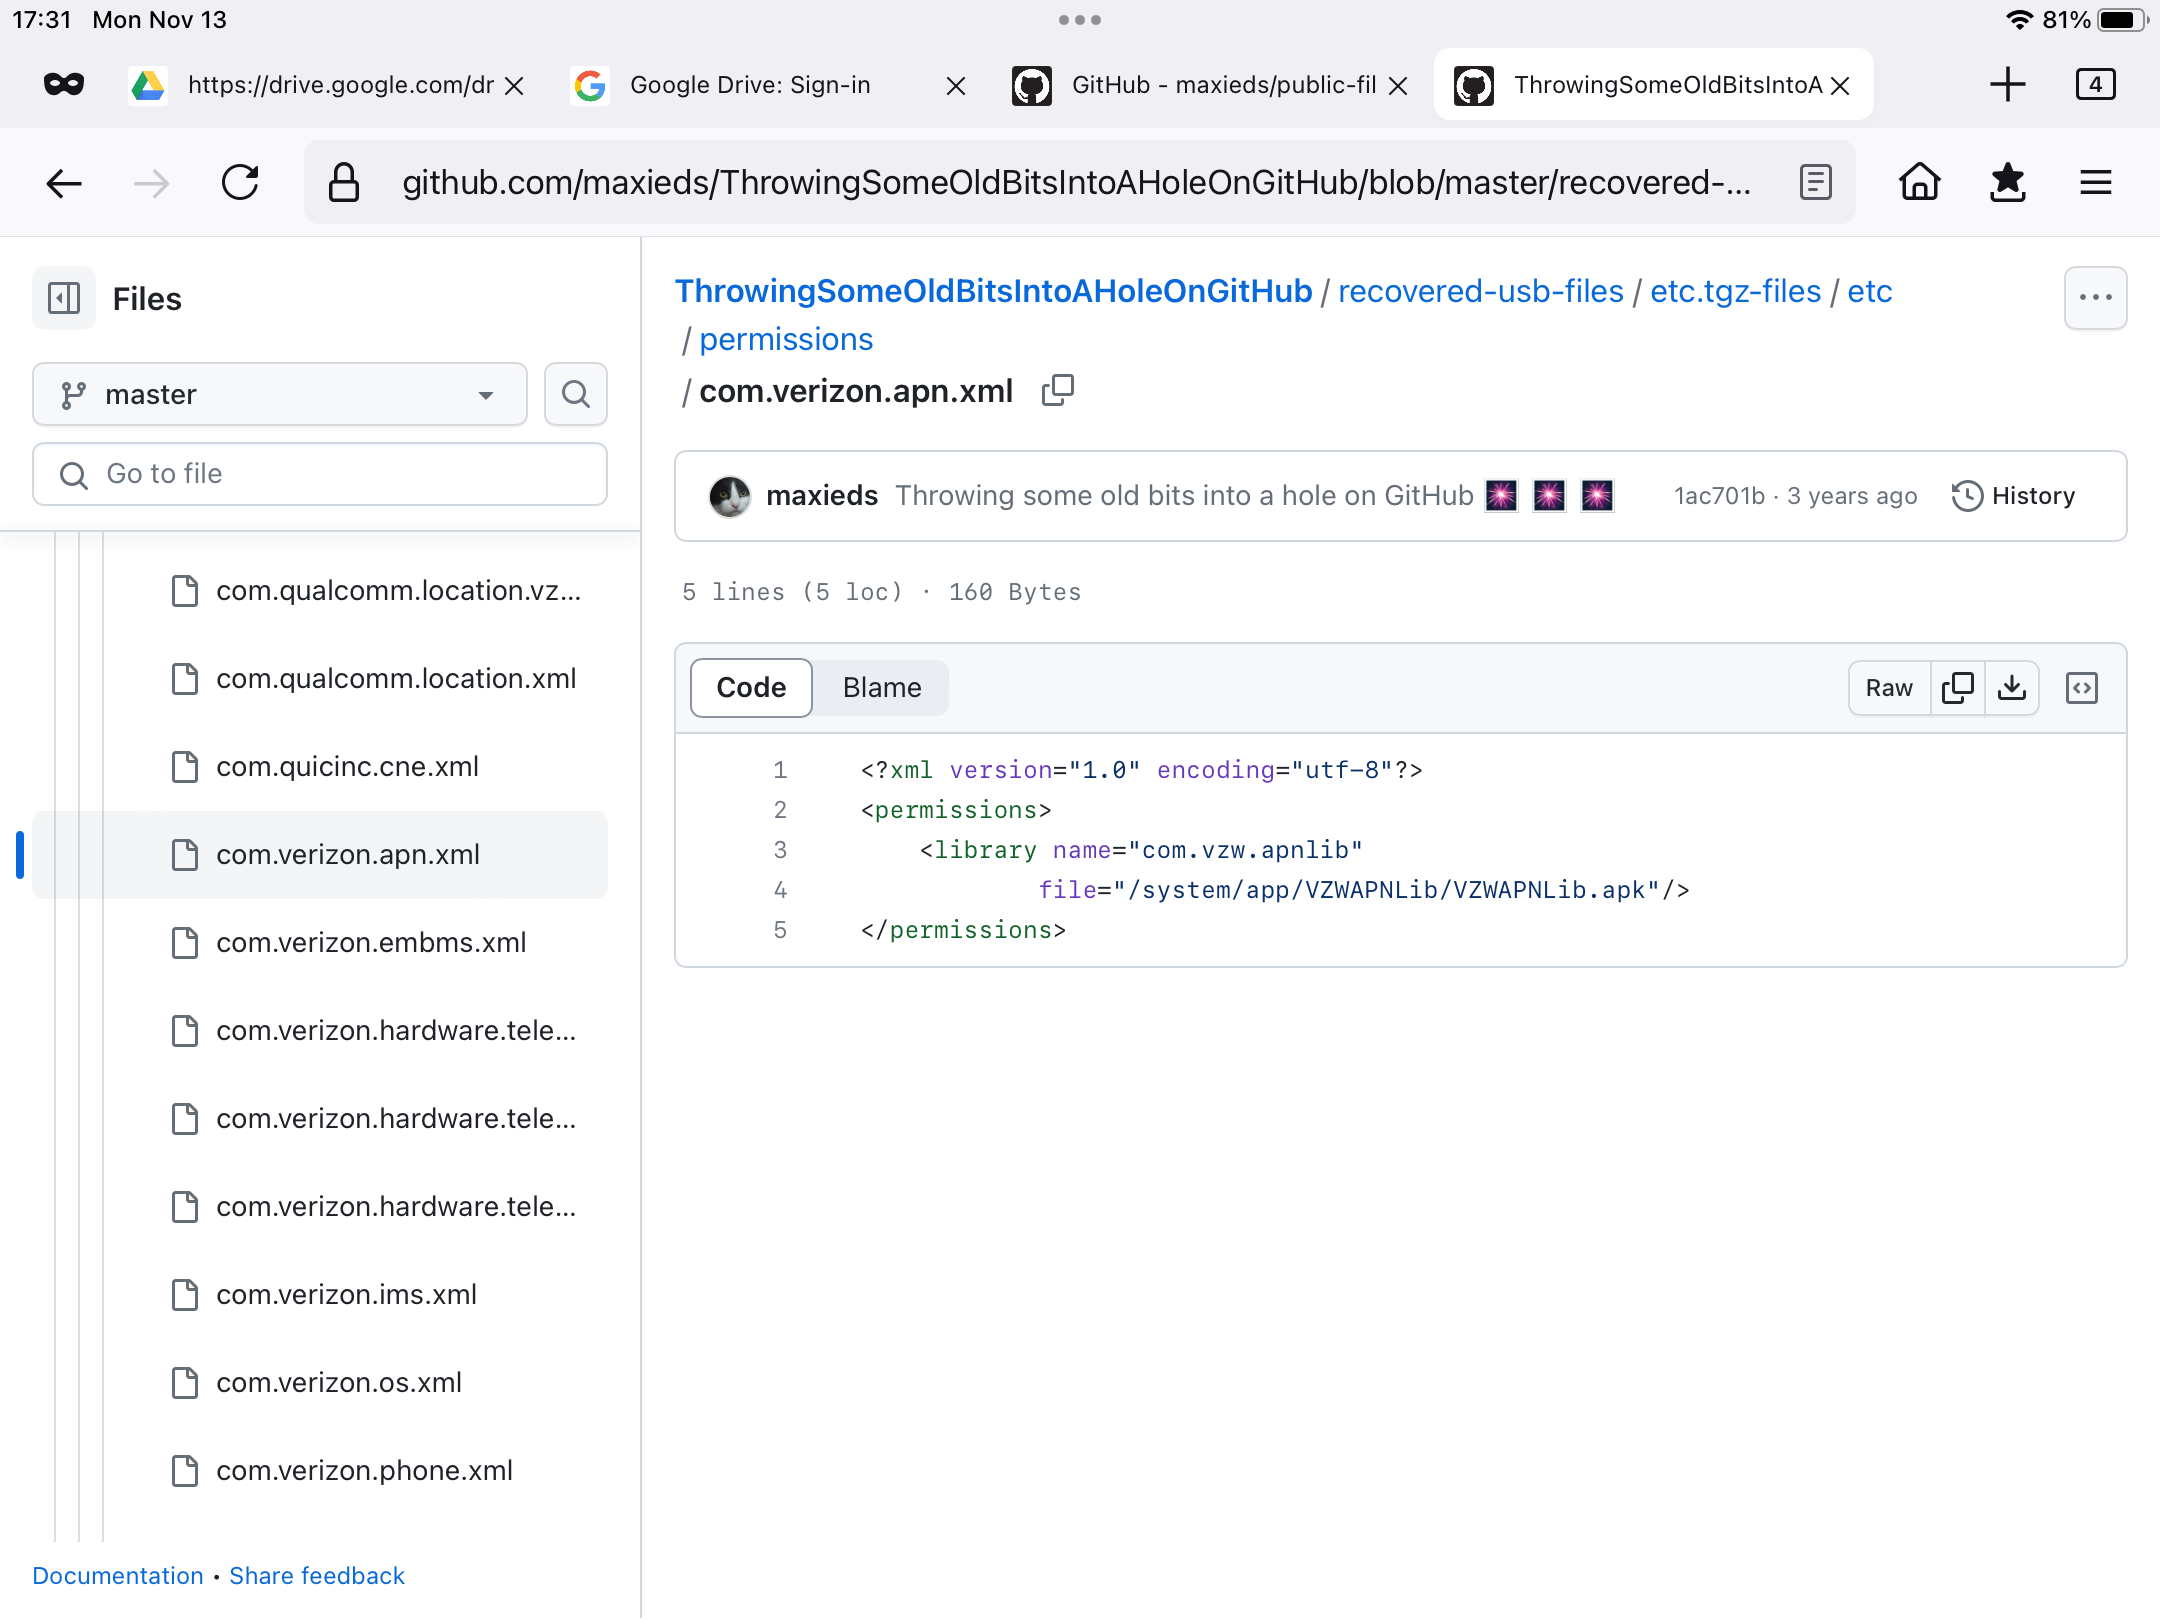 17:31 Mon Nov 13
81%
https://drive.google.com/dr
Google Drive: Sign-in
GitHub - maxieds/public-fil
ThrowingSomeOldBitsIntoA
4
github.com/maxieds/ThrowingSomeOldBitsIntoAHoleOnGitHub/blob/master/recovered-...
Files
master
Go to file
com.qualcomm.location.vz...
com.qualcomm.location.xml
com.quicinc.cne.xml
com.verizon.apn.xml
com.verizon.embms.xml
com.verizon.hardware.tele...
com.verizon.hardware.tele...
com.verizon.hardware.tele...
com.verizon.ims.xml
com.verizon.os.xml
com.verizon.phone.xml
Documentation • Share feedback
ThrowingSomeOldBitsIntoAHoleOnGitHub / recovered-usb-files / etc.tgz-files / etc
/ permissions
/ com.verizon.apn.xml
maxieds Throwing some old bits into a hole on GitHub 🎆 🎆 🎆 1ac701b · 3 years ago History
5 lines (5 loc) · 160 Bytes
Code Blame Raw
1 <?xml version="1.0" encoding="utf-8"?>
2 <permissions>
3 <library name="com.vzw.apnlib"
4 file="/system/app/VZWAPNLib/VZWAPNLib.apk"/>
5 </permissions>